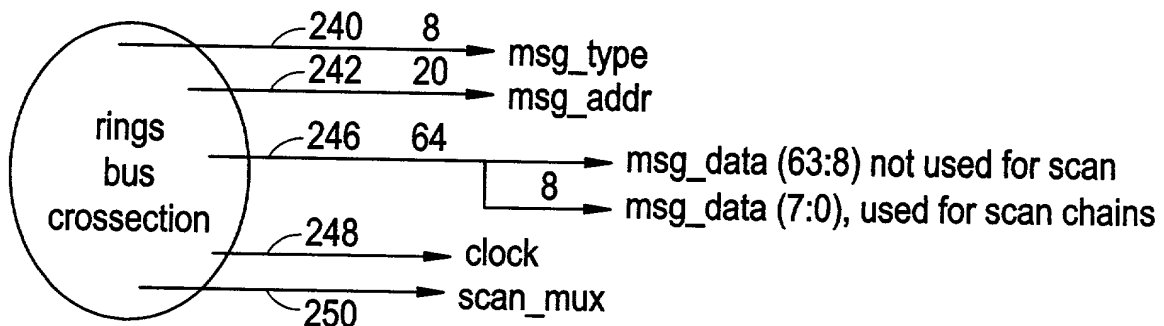 240 8 msg_type
242 20 msg_addr
rings
bus
crossection
246 64
msg_data (63:8) not used for scan
8
msg_data (7:0), used for scan chains
248 clock
250 scan_mux